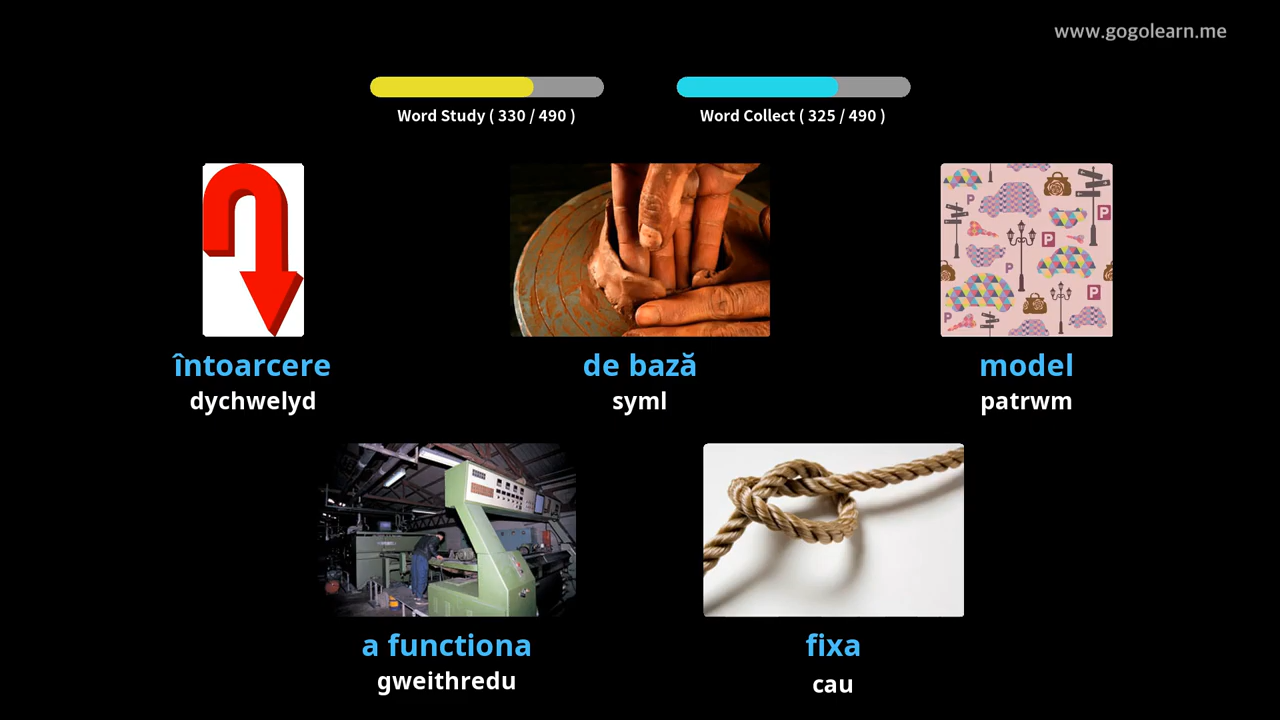 www.gogolearn.me
Word Study ( 330 / 490 )
Word Collect ( 325 / 490 )
P
P
P
P
P
P
întoarcere
de bază
model
dychwelyd
syml
patrwm
a functiona
fixa
gweithredu
cau